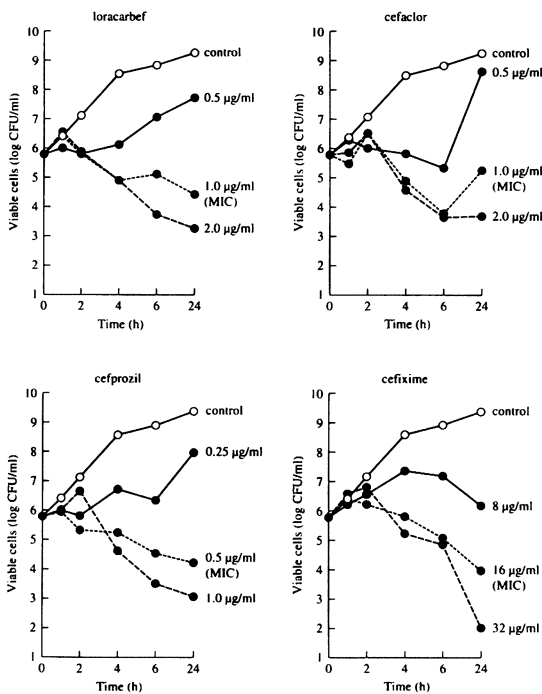 loracarbef
10
9
8
7
6
5
4
3
2
1
Viable cells (log CFU/ml)
control
0.5 µg/ml
1.0 µg/ml
(MIC)
2.0 µg/ml
0 2 4 6 24
Time (h)
cefaclor
10
9
8
7
6
5
4
3
2
1
Viable cells (log CFU/ml)
control
0.5 µg/ml
1.0 µg/ml
(MIC)
2.0 µg/ml
0 2 4 6 24
Time (h)
cefprozil
10
9
8
7
6
5
4
3
2
1
Viable cells (log CFU/ml)
control
0.25 µg/ml
0.5 µg/ml
(MIC)
1.0 µg/ml
0 2 4 6 24
Time (h)
cefixime
10
9
8
7
6
5
4
3
2
1
Viable cells (log CFU/ml)
control
8 µg/ml
16 µg/ml
(MIC)
32 µg/ml
0 2 4 6 24
Time (h)